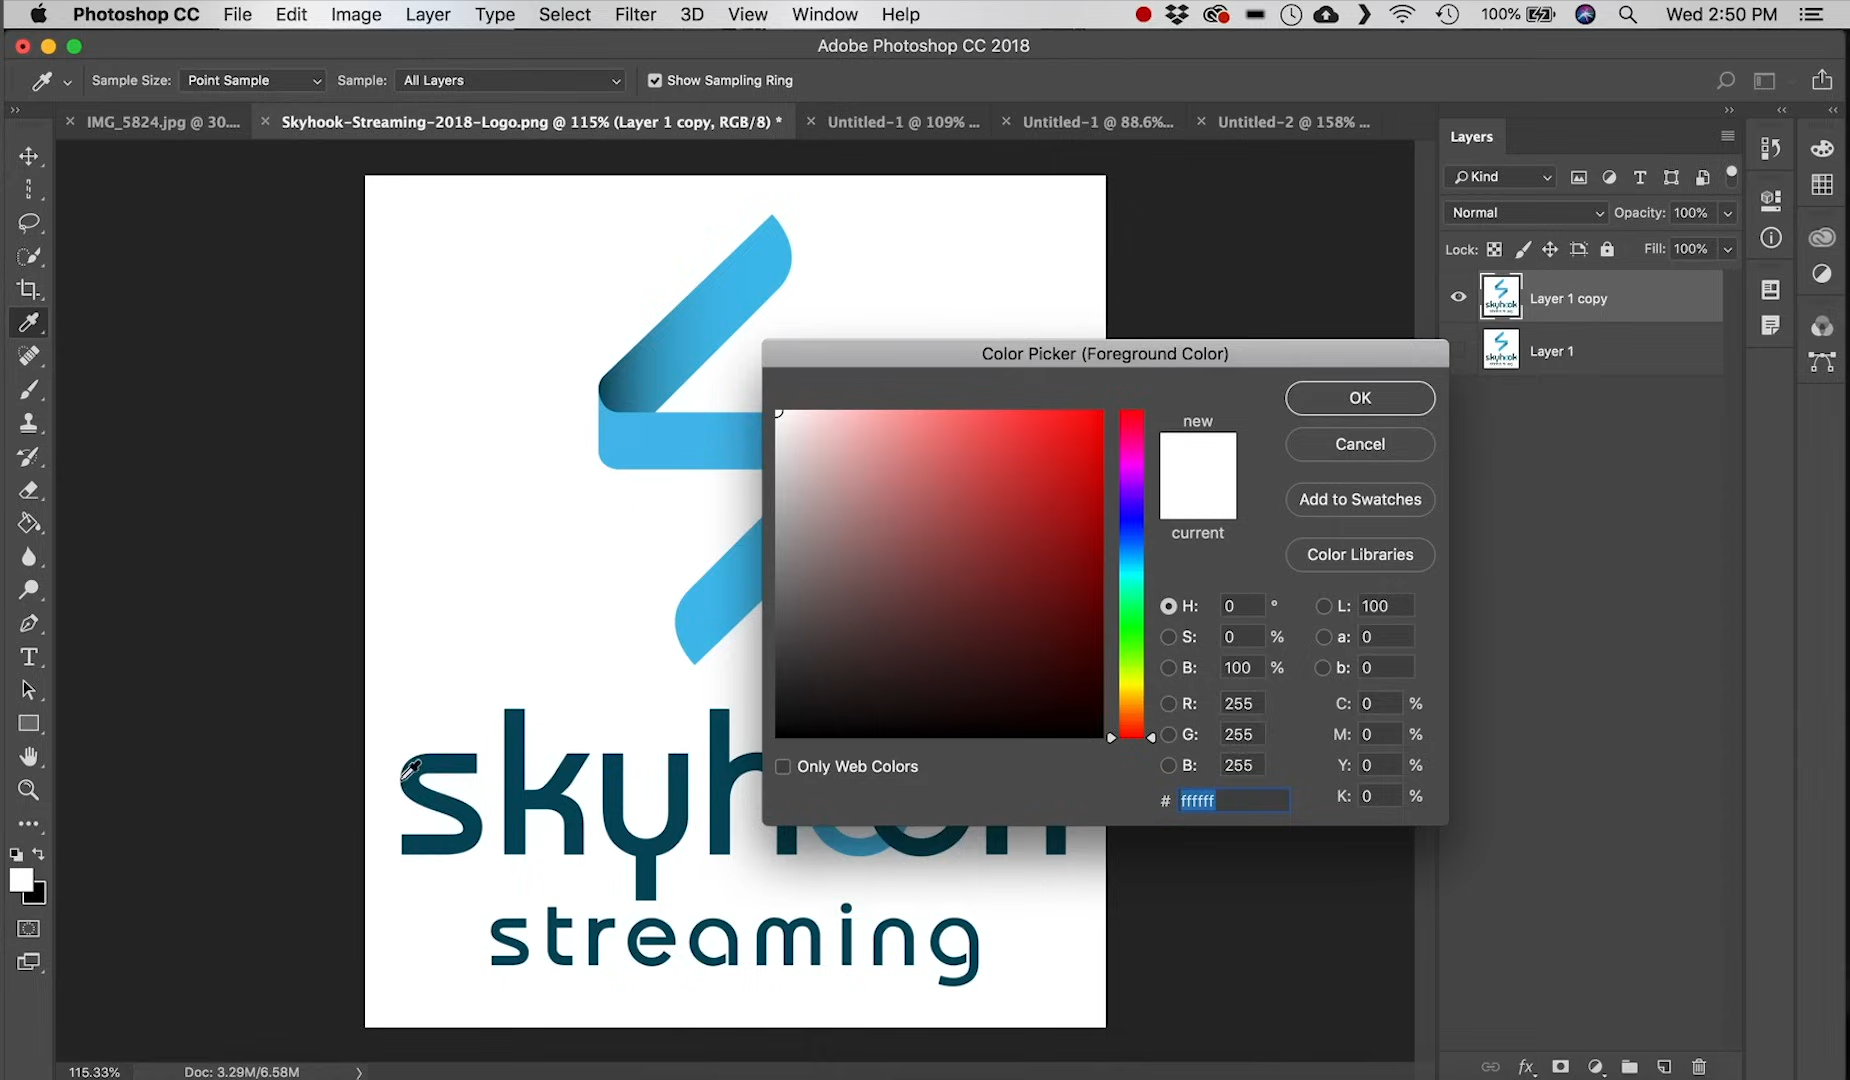 Photoshop CC File Edit Image Layer Type Select Filter 3D View Window Help 100% Wed 2:50 PM
Adobe Photoshop CC 2018
Sample Size: Point Sample Sample: All Layers Show Sampling Ring
IMG_5824.jpg @ 30.... Skyhook-Streaming-2018-Logo.png @ 115% (Layer 1 copy, RGB/8) * Untitled-1 @ 109% ... Untitled-1 @ 88.6%... Untitled-2 @ 158% ...
Layers
Kind
Normal Opacity: 100%
Lock: Fill: 100%
Layer 1 copy
Layer 1
Color Picker (Foreground Color)
new
current
OK
Cancel
Add to Swatches
Color Libraries
H: 0 ° L: 100
S: 0 % a: 0
B: 100 % b: 0
R: 255 C: 0 %
G: 255 M: 0 %
B: 255 Y: 0 %
# ffffff K: 0 %
Only Web Colors
skyhook
streaming
115.33% Doc: 3.29M/6.58M